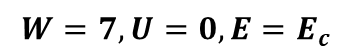 W = 7, U = 0, E = E_c